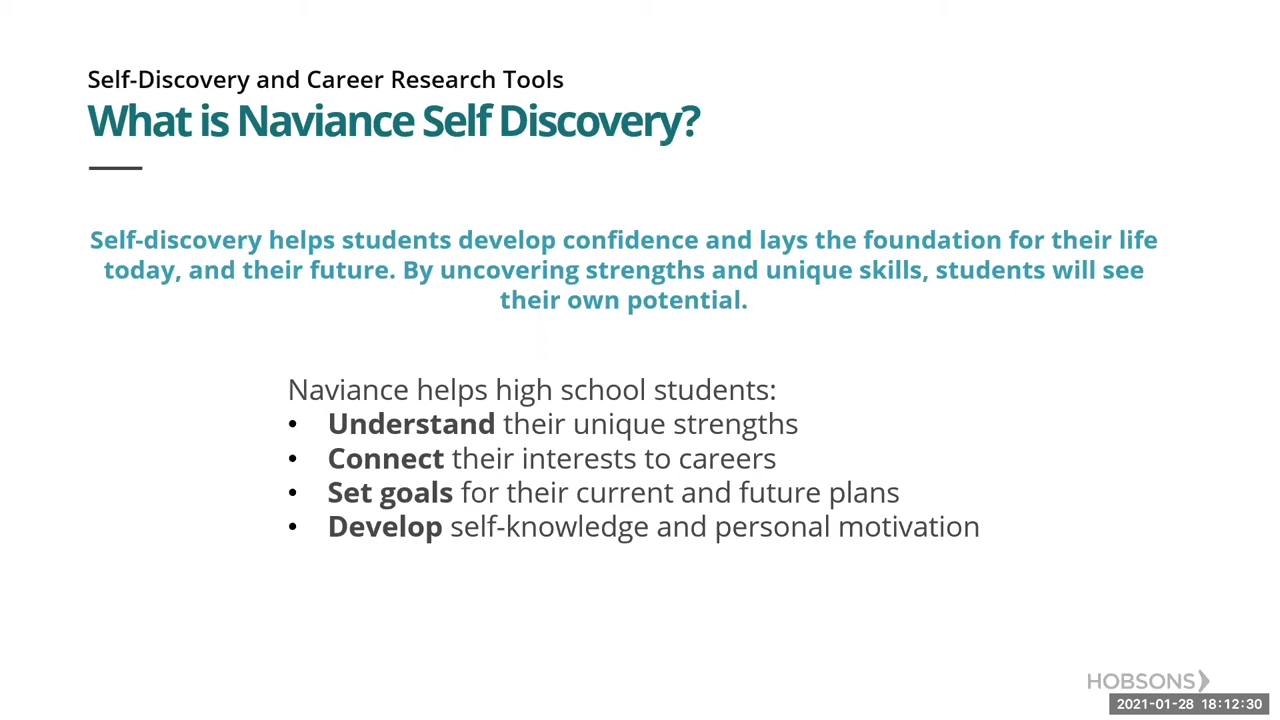 Self-Discovery and Career Research Tools
What is Naviance Self Discovery?
Self-discovery helps students develop confidence and lays the foundation for their life
today, and their future. By uncovering strengths and unique skills, students will see
their own potential.
Naviance helps high school students:
• Understand their unique strengths
• Connect their interests to careers
• Set goals for their current and future plans
• Develop self-knowledge and personal motivation
HOBSONS
2021-01-28 18:12:30